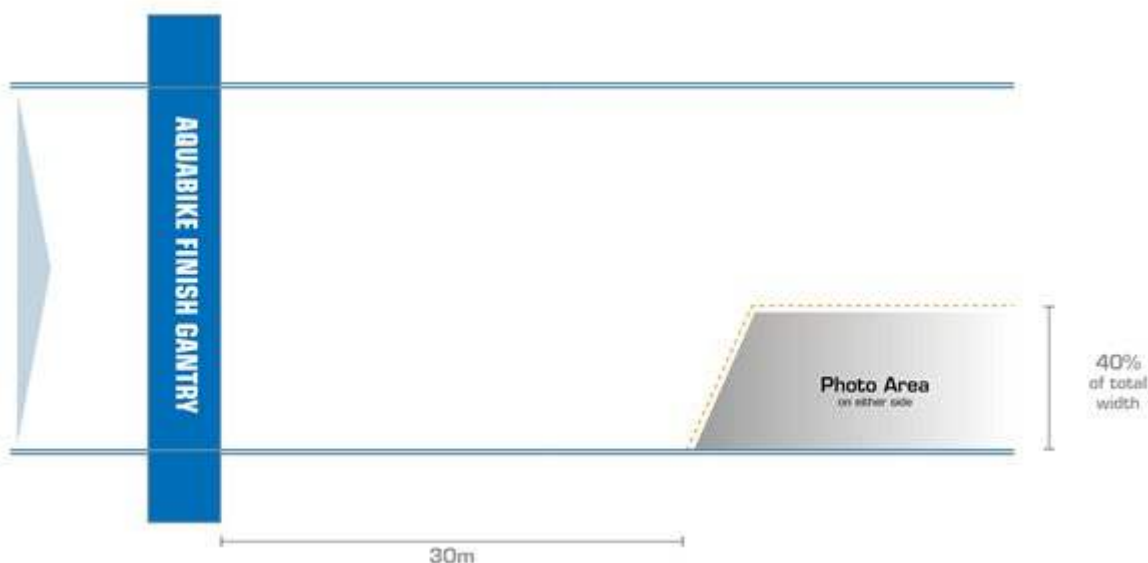 AQUABIKE FINISH GANTRY
Photo Area
on either side
40%
of total
width
30m